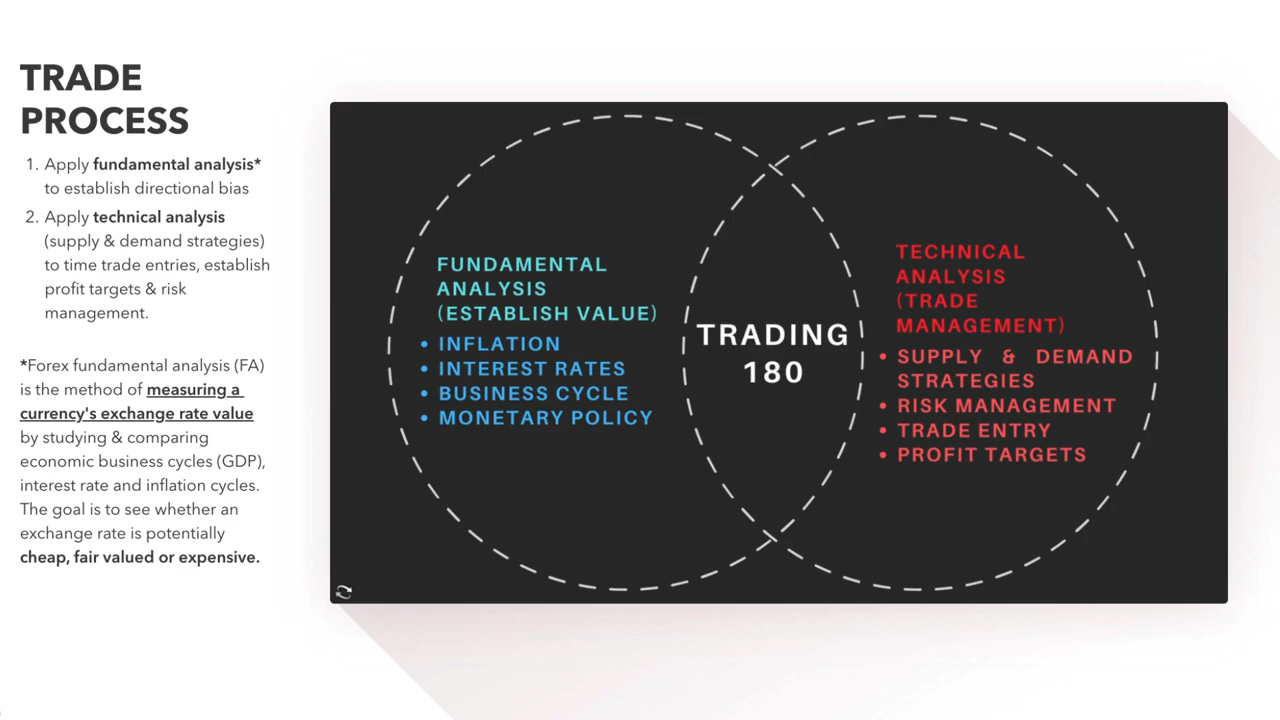 TRADE
PROCESS
1. Apply fundamental analysis*
to establish directional bias
2. Apply technical analysis
(supply & demand strategies)
to time trade entries, establish
profit targets & risk
management.
*Forex fundamental analysis (FA)
is the method of measuring a
currency's exchange rate value
by studying & comparing
economic business cycles (GDP),
interest rate and inflation cycles.
The goal is to see whether an
exchange rate is potentially
cheap, fair valued or expensive.
FUNDAMENTAL
ANALYSIS
(ESTABLISH VALUE)
• INFLATION
• INTEREST RATES
• BUSINESS CYCLE
• MONETARY POLICY
TRADING
180
TECHNICAL
ANALYSIS
(TRADE
MANAGEMENT)
• SUPPLY & DEMAND
STRATEGIES
• RISK MANAGEMENT
• TRADE ENTRY
• PROFIT TARGETS